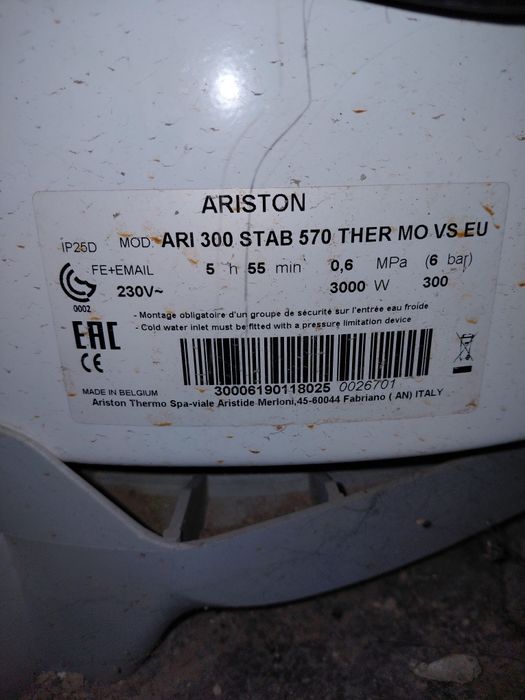 ARISTON
IP25D MOD. ARI 300 STAB 570 THER MO VS EU
FE+EMAIL 5 h 55 min 0,6 MPa (6 bar)
230V~ 3000 W 300
0002
- Montage obligatoire d'un groupe de sécurité sur l'entrée eau froide
- Cold water inlet must be fitted with a pressure limitation device
EAC
CE
30006190118025 0026701
MADE IN BELGIUM
Ariston Thermo Spa-viale Aristide Merloni,45-60044 Fabriano ( AN) ITALY